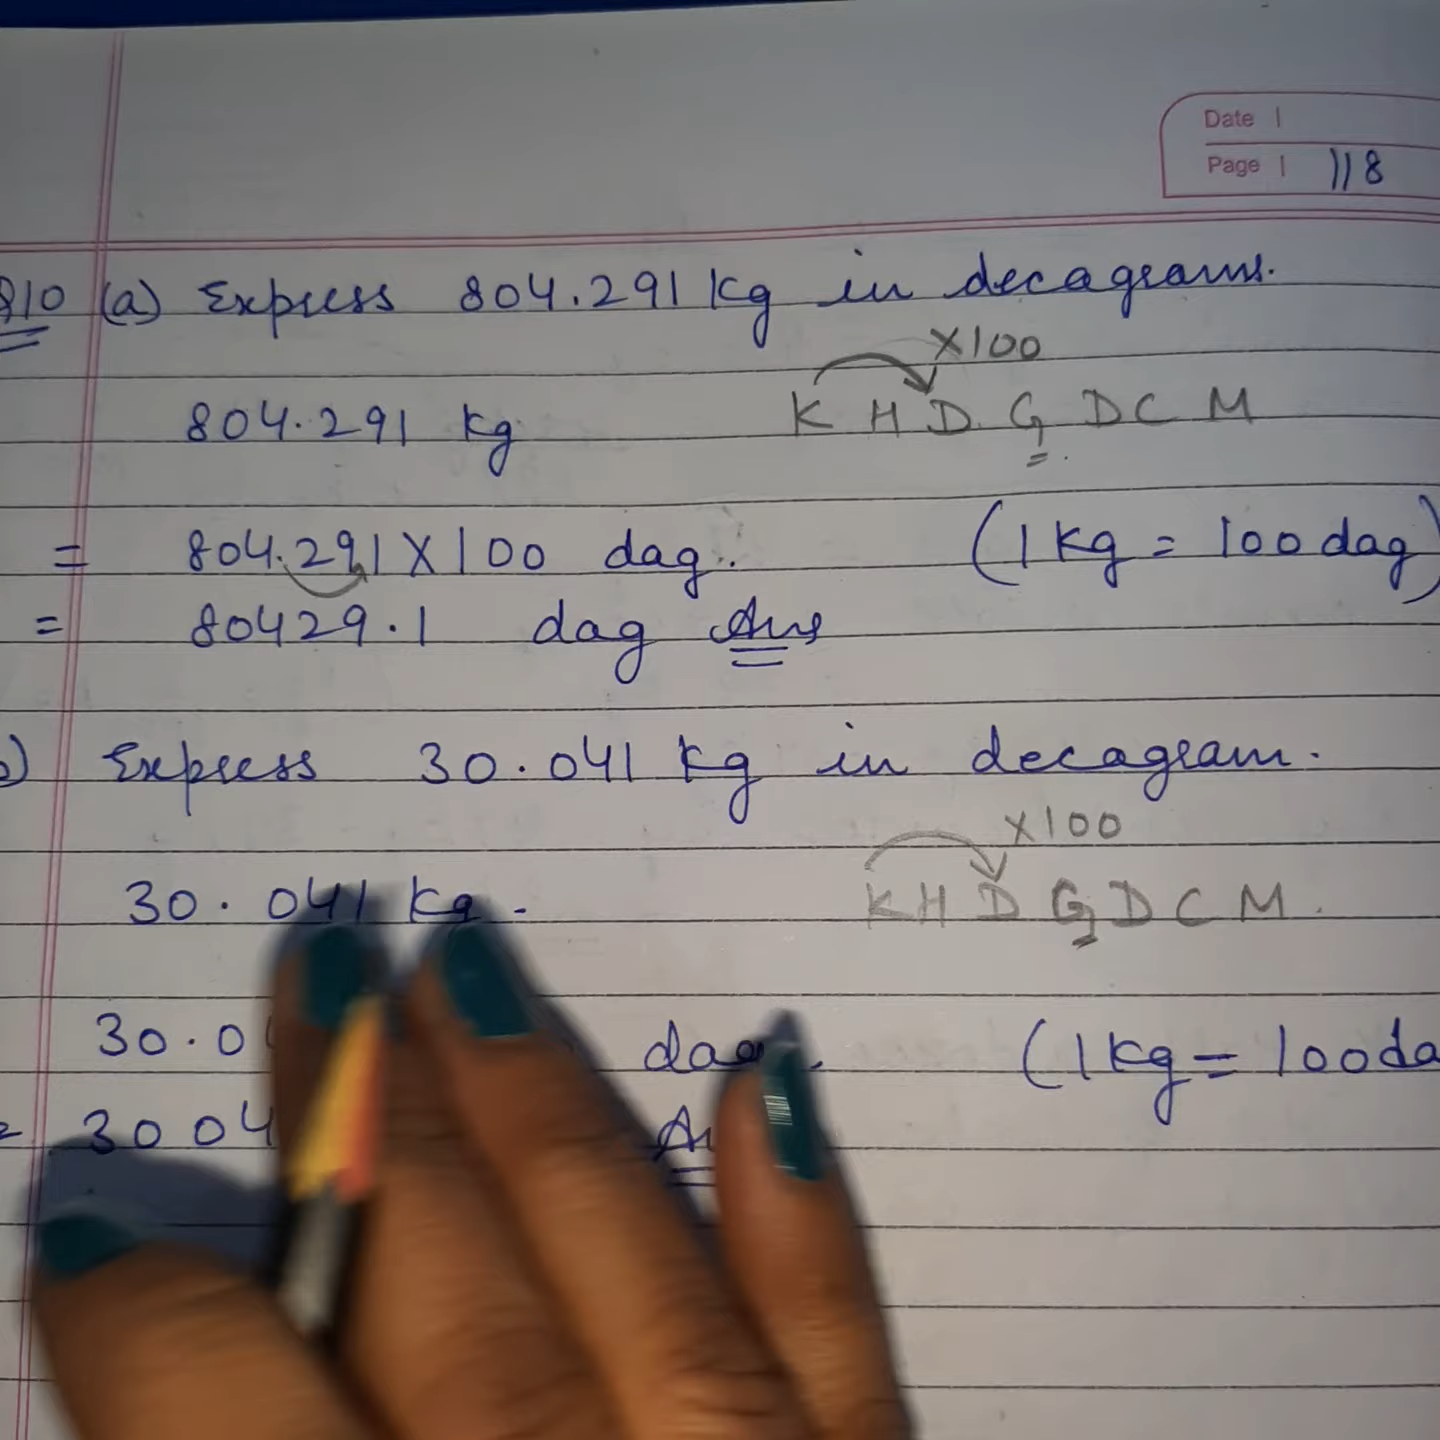 Date
Page 118
Q10 (a) Express 804.291 kg in decagrams.
X100
804.291 kg K H D G D C M
= 804.291 X 100 dag. (1 kg = 100 dag)
= 80429.1 dag Ans
Express 30.041 kg in decagram.
X100
30.041 kg. K H D G D C M.
30.0 dag. (1 kg = 100 da
= 3004